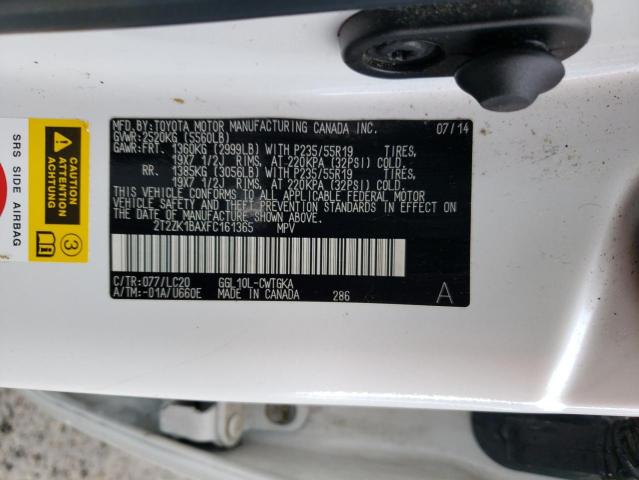 SRS SIDE AIRBAG
3
MFD.BY:TOYOTA MOTOR MANUFACTURING CANADA INC. 07/14
GVWR:2520KG (5560LB)
GAWR:FRT. 1360KG (2999LB) WITH P235/55R19 TIRES,
19X7 1/2J RIMS, AT 220KPA (32PSI) COLD.
RR. 1385KG (3056LB) WITH P235/55R19 TIRES,
19X7 1/2J RIMS, AT 220KPA (32PSI) COLD.
THIS VEHICLE CONFORMS TO ALL APPLICABLE FEDERAL MOTOR
VEHICLE SAFETY AND THEFT PREVENTION STANDARDS IN EFFECT ON
THE DATE OF MANUFACTURE SHOWN ABOVE.
2T2ZK1BAXFC161365 MPV
C/TR:077/LC20 GGL10L-CWTGKA
A/TM:-01A/U660E MADE IN CANADA 286 A